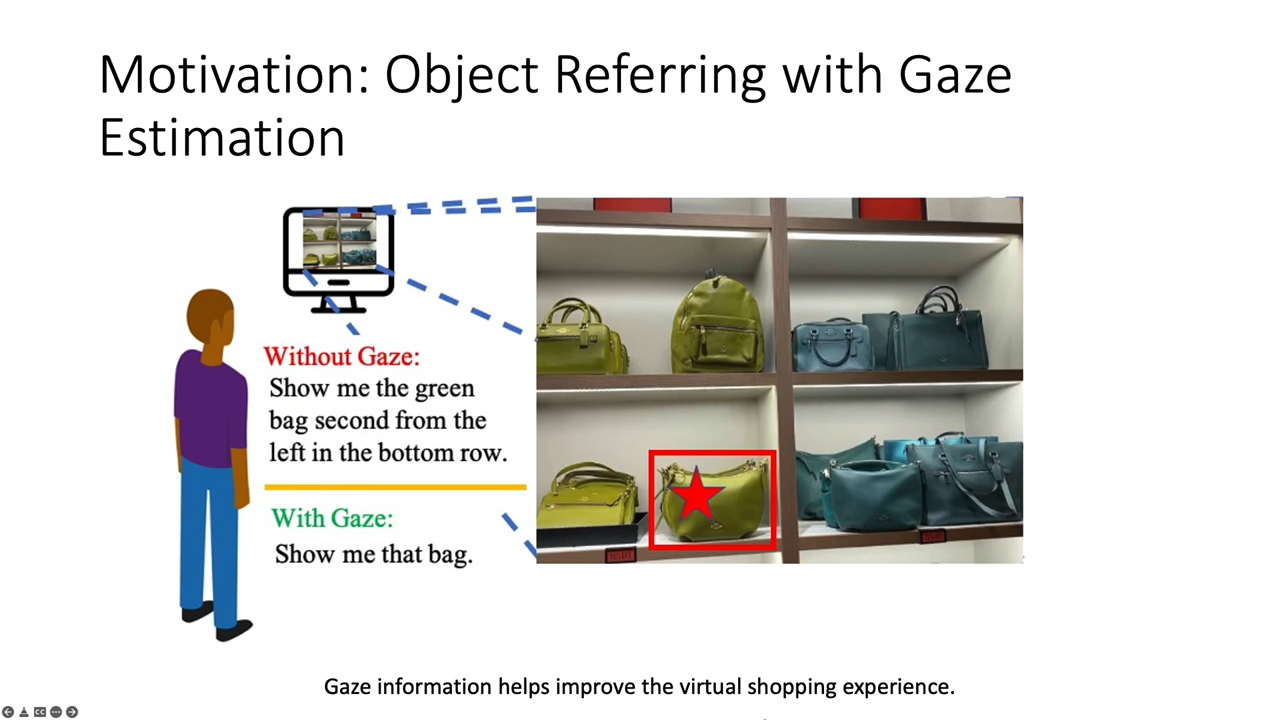 Motivation: Object Referring with Gaze
Estimation
Without Gaze:
Show me the green
bag second from the
left in the bottom row.
With Gaze:
Show me that bag.
Gaze information helps improve the virtual shopping experience.